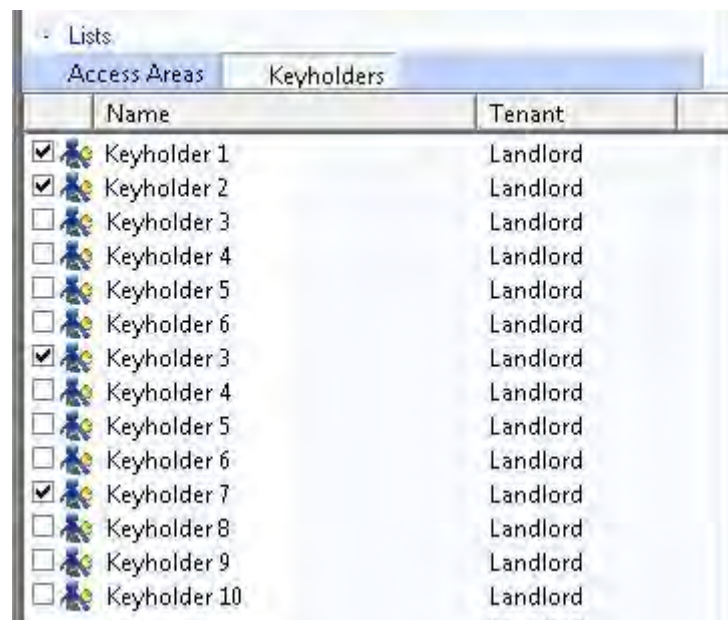 Lists
Access Areas Keyholders
Name Tenant
Keyholder 1 Landlord
Keyholder 2 Landlord
Keyholder 3 Landlord
Keyholder 4 Landlord
Keyholder 5 Landlord
Keyholder 6 Landlord
Keyholder 3 Landlord
Keyholder 4 Landlord
Keyholder 5 Landlord
Keyholder 6 Landlord
Keyholder 7 Landlord
Keyholder 8 Landlord
Keyholder 9 Landlord
Keyholder 10 Landlord